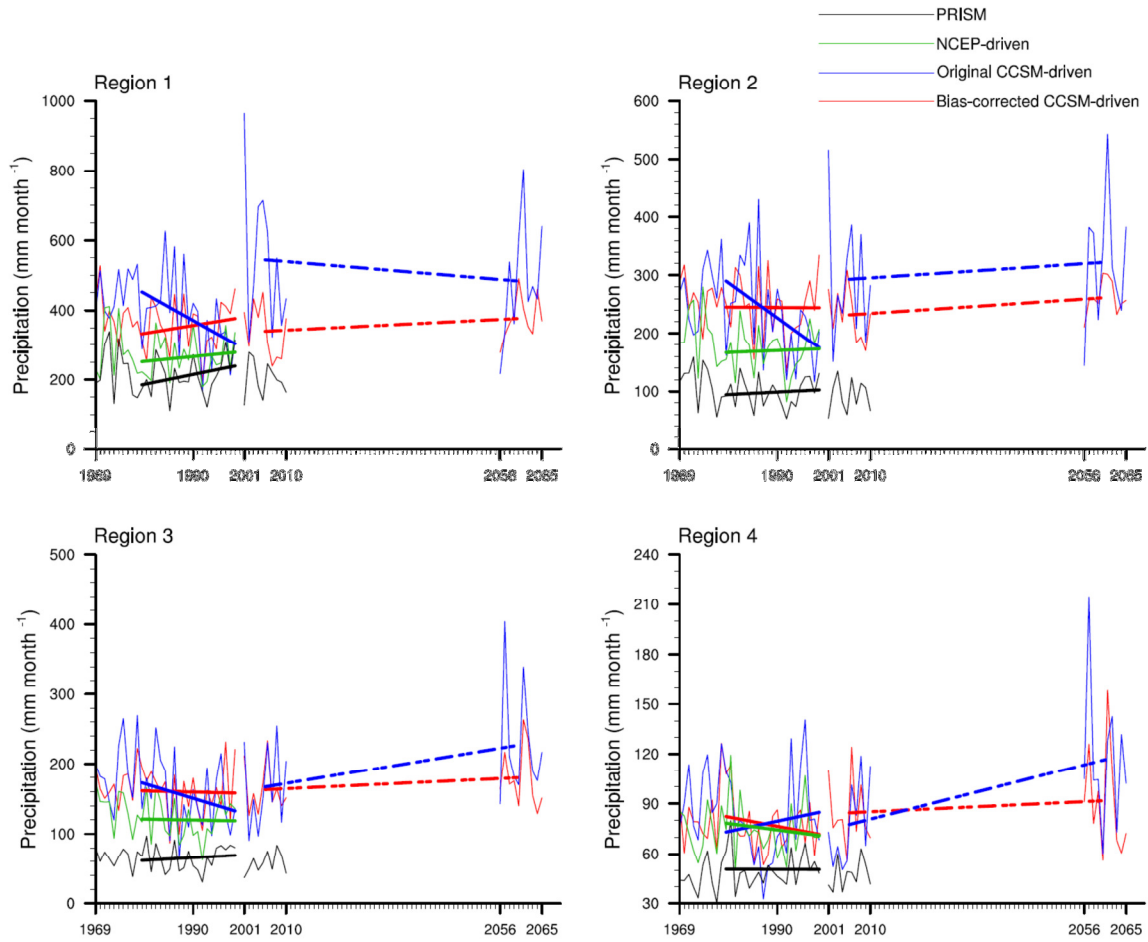 PRISM
NCEP-driven
Original CCSM-driven
Bias-corrected CCSM-driven
Region 1
Precipitation (mm month -1)
1000
800
600
400
200
0
1969 1990 2001 2010 2056 2065
Region 2
Precipitation (mm month -1)
600
500
400
300
200
100
0
1969 1990 2001 2010 2056 2065
Region 3
Precipitation (mm month -1)
500
400
300
200
100
0
1969 1990 2001 2010 2056 2065
Region 4
Precipitation (mm month -1)
240
210
180
150
120
90
60
30
1969 1990 2001 2010 2056 2065